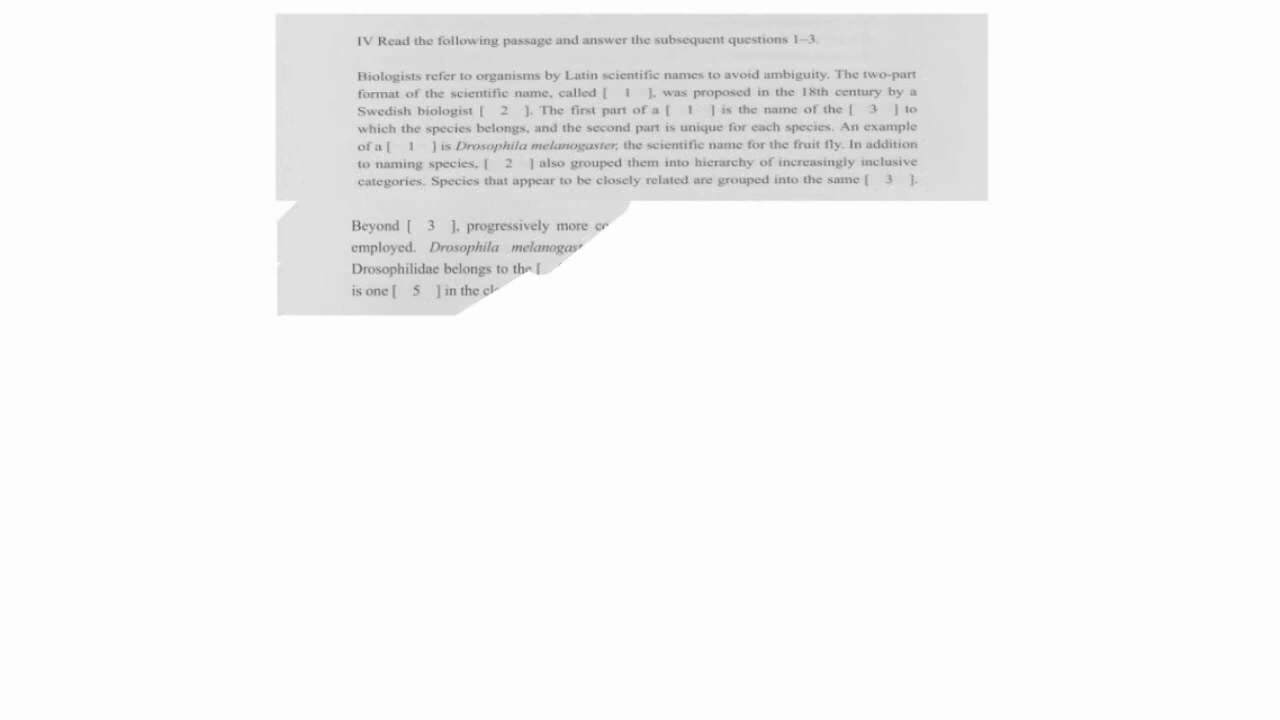 IV Read the following passage and answer the subsequent questions 1–3.
Biologists refer to organisms by Latin scientific names to avoid ambiguity. The two-part
format of the scientific name, called [ 1 ], was proposed in the 18th century by a
Swedish biologist [ 2 ]. The first part of a [ 1 ] is the name of the [ 3 ] to
which the species belongs, and the second part is unique for each species. An example
of a [ 1 ] is Drosophila melanogaster, the scientific name for the fruit fly. In addition
to naming species, [ 2 ] also grouped them into hierarchy of increasingly inclusive
categories. Species that appear to be closely related are grouped into the same [ 3 ].
Beyond [ 3 ], progressively more
employed. Drosophila
Drosophilidae belongs to the [
is one [ 5 ] in the